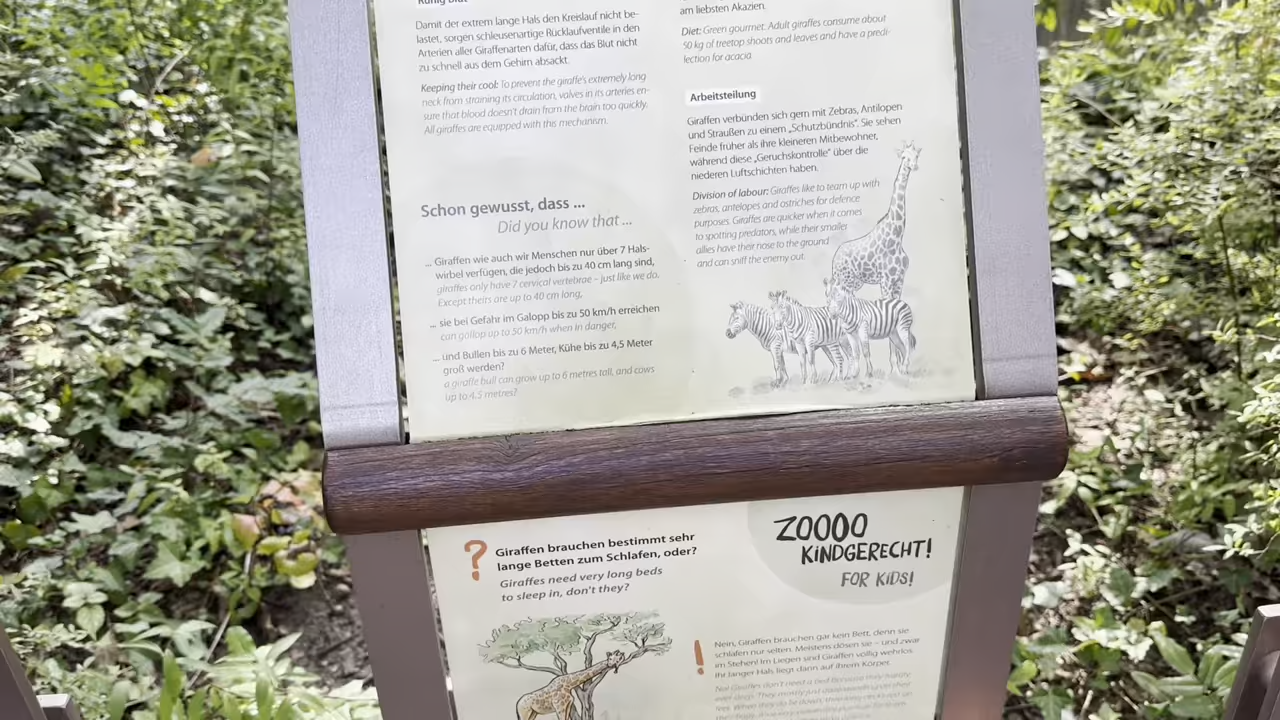 Ruhig Blut
Damit der extrem lange Hals den Kreislauf nicht be-
lastet, sorgen schleusenartige Rücklaufventile in den
Arterien aller Giraffenarten dafür, dass das Blut nicht
zu schnell aus dem Gehirn absackt.
Keeping their cool: To prevent the giraffe's extremely long
neck from straining its circulation, valves in its arteries en-
sure that blood doesn't drain from the brain too quickly.
All giraffes are equipped with this mechanism.
Schon gewusst, dass ...
Did you know that ...
... Giraffen wie auch wir Menschen nur über 7 Hals-
wirbel verfügen, die jedoch bis zu 40 cm lang sind,
giraffes only have 7 cervical vertebrae – just like we do.
Except theirs are up to 40 cm long,
... sie bei Gefahr im Galopp bis zu 50 km/h erreichen
can gallop up to 50 km/h when in danger,
... und Bullen bis zu 6 Meter, Kühe bis zu 4,5 Meter
groß werden?
a giraffe bull can grow up to 6 metres tall, and cows
up to 4.5 metres?
am liebsten Akazien.
Diet: Green gourmet. Adult giraffes consume about
50 kg of treetop shoots and leaves and have a predi-
lection for acacia.
Arbeitsteilung
Giraffen verbünden sich gern mit Zebras, Antilopen
und Straußen zu einem „Schutzbündnis". Sie sehen
Feinde früher als ihre kleineren Mitbewohner,
während diese „Geruchskontrolle" über die
niederen Luftschichten haben.
Division of labour: Giraffes like to team up with
zebras, antelopes and ostriches for defence
purposes. Giraffes are quicker when it comes
to spotting predators, while their smaller
allies have their nose to the ground
and can sniff the enemy out.
? Giraffen brauchen bestimmt sehr
lange Betten zum Schlafen, oder?
Giraffes need very long beds
to sleep in, don't they?
ZOOOO
KINDGERECHT!
FOR KIDS!
! Nein, Giraffen brauchen gar kein Bett, denn sie
schlafen nur selten. Meistens dösen sie – und zwar
im Stehen! Im Liegen sind Giraffen völlig wehrlos.
Ihr langer Hals liegt dann auf ihrem Körper.
No! Giraffes don't need a bed because they hardly
ever sleep. They mostly just doze